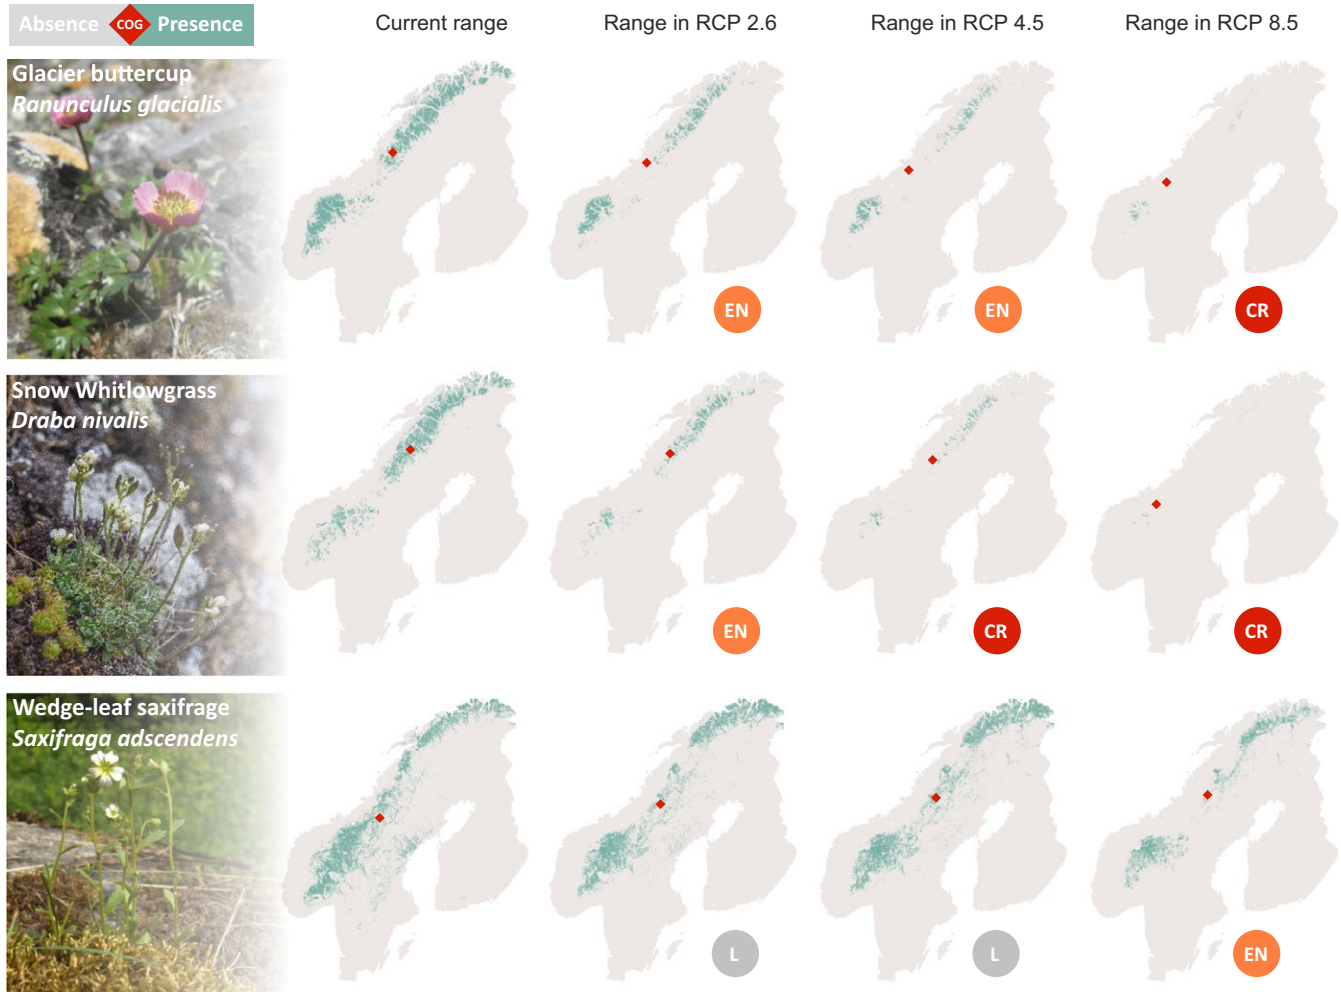 Absence COG Presence
Current range
Range in RCP 2.6
Range in RCP 4.5
Range in RCP 8.5
Glacier buttercup
Ranunculus glacialis
EN
EN
CR
Snow Whitlowgrass
Draba nivalis
EN
CR
CR
Wedge-leaf saxifrage
Saxifraga adscendens
L
L
EN